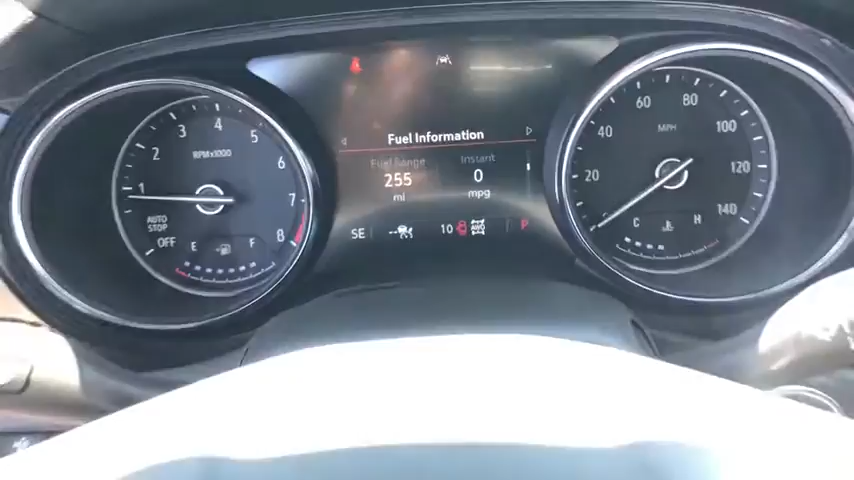 1 2 3 4 5 6 7 8
RPMx1000
AUTO
STOP
OFF
E F
Fuel Information
Fuel Range Instant
255 0
mi mpg
SE 10 AWD P
20 40 60 80 100 120 140
MPH
C H